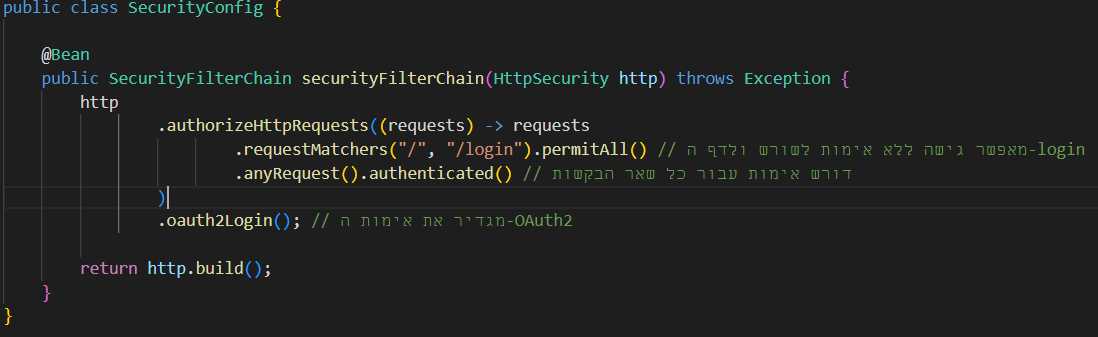 public class SecurityConfig {
@Bean
public SecurityFilterChain securityFilterChain(HttpSecurity http) throws Exception {
http
.authorizeHttpRequests((requests) -> requests
.requestMatchers("/", "/login").permitAll() // מאפשר גישה ללא אימות לשורש ולדף ה-login
.anyRequest().authenticated() // דורש אימות עבור כל שאר הבקשות
)
.oauth2Login(); // מגדיר את אימות ה-OAuth2
return http.build();
}
}